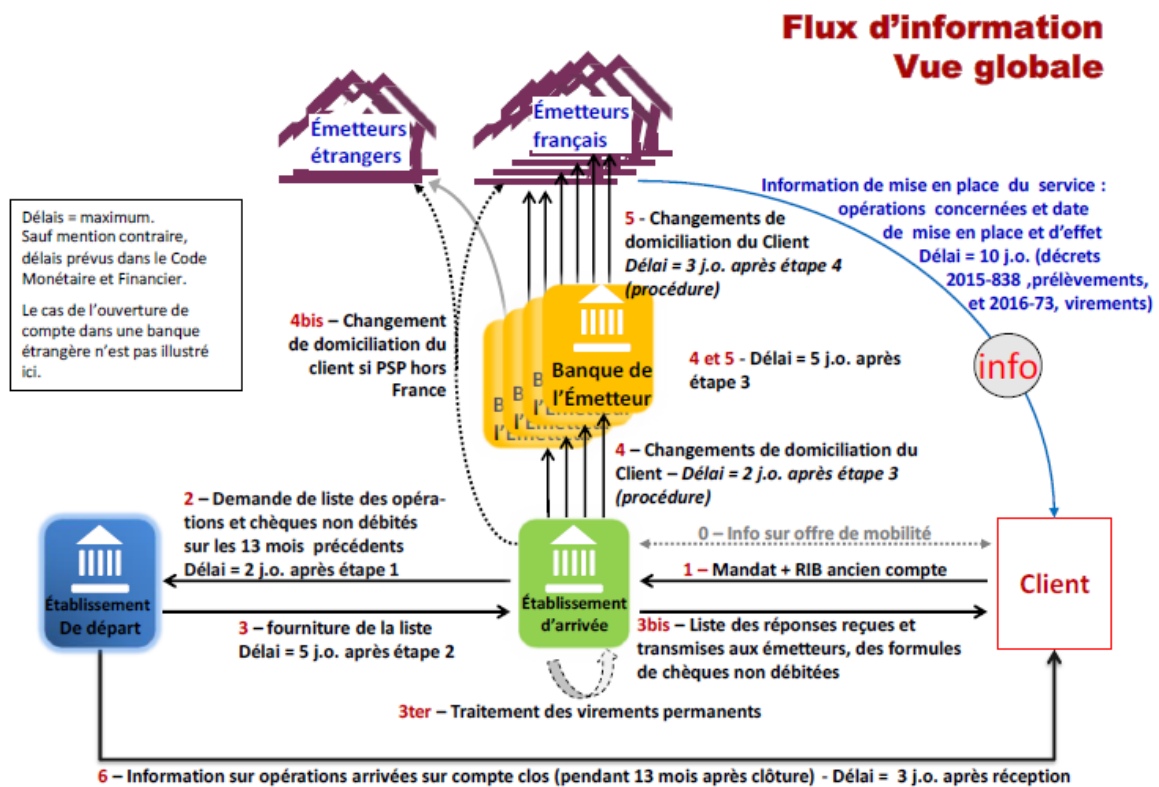 Flux d'information
Vue globale
Émetteurs
étrangers
Émetteurs
français
Délais = maximum.
Sauf mention contraire,
délais prévus dans le Code
Monétaire et Financier.
Le cas de l'ouverture de
compte dans une banque
étrangère n'est pas illustré
ici.
Information de mise en place du service :
opérations concernées et date
de mise en place et d'effet
Délai = 10 j.o. (décrets
2015-838 ,prélèvements,
et 2016-73, virements)
5 - Changements de
domiciliation du Client
Délai = 3 j.o. après étape 4
(procédure)
4bis – Changement
de domiciliation du
client si PSP hors
France
info
Banque de
l'Émetteur
B
l'Émetteur
B
B
4 et 5 - Délai = 5 j.o. après
étape 3
4 – Changements de domiciliation du
Client – Délai = 2 j.o. après étape 3
(procédure)
2 – Demande de liste des opéra-
tions et chèques non débités
sur les 13 mois précédents
Délai = 2 j.o. après étape 1
0 – Info sur offre de mobilité
1 – Mandat + RIB ancien compte
Client
Établissement
De départ
Établissement
d'arrivée
3 – fourniture de la liste
Délai = 5 j.o. après étape 2
3bis – Liste des réponses reçues et
transmises aux émetteurs, des formules
de chèques non débitées
3ter – Traitement des virements permanents
6 – Information sur opérations arrivées sur compte clos (pendant 13 mois après clôture) - Délai = 3 j.o. après réception